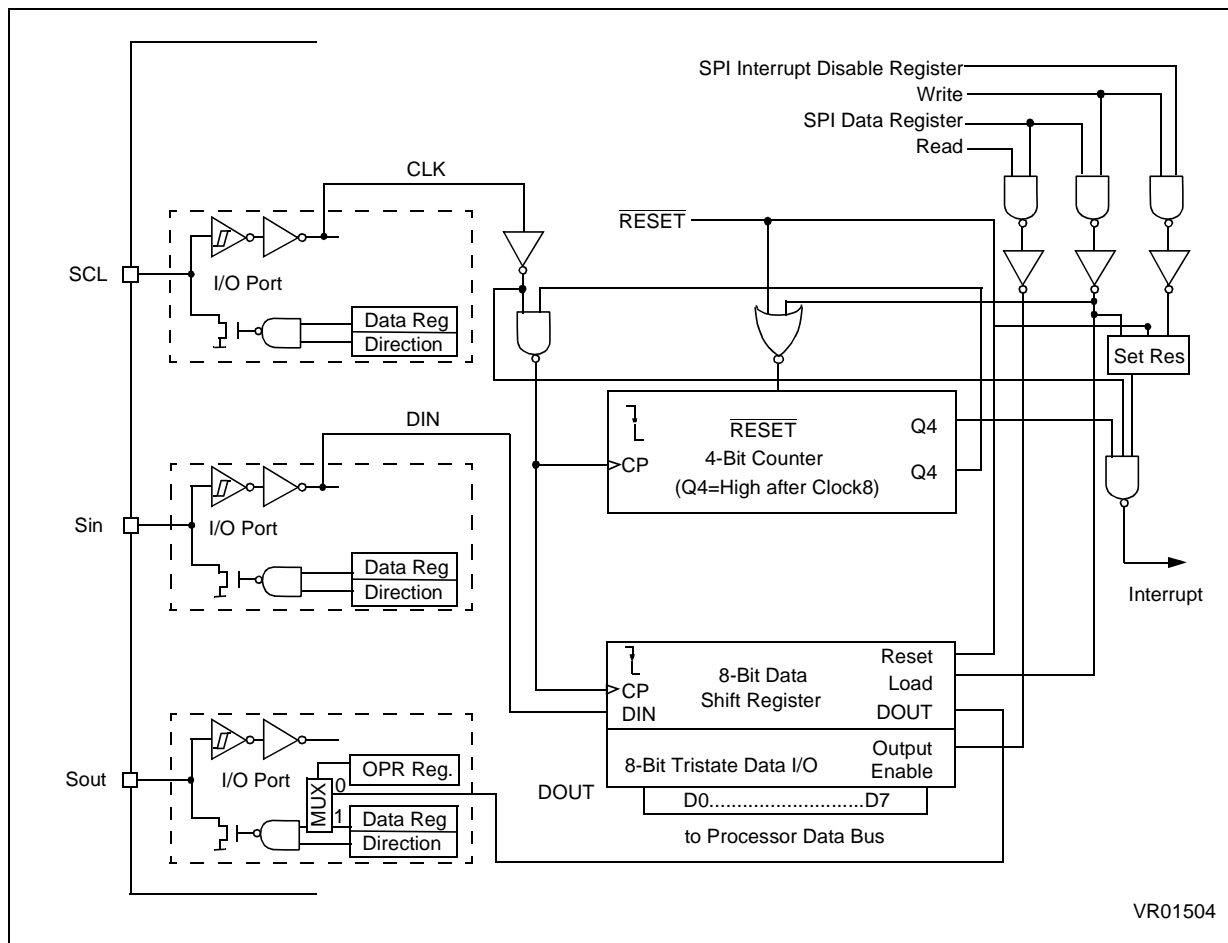 SPI Interrupt Disable Register
Write
SPI Data Register
Read
CLK
RESET
SCL
I/O Port
Data Reg
Direction
Set Res
DIN
RESET
Q4
4-Bit Counter
CP
Q4
(Q4=High after Clock8)
Sin
I/O Port
Data Reg
Direction
Interrupt
Reset
8-Bit Data
Load
CP
Shift Register
DIN
DOUT
Sout
I/O Port
OPR Reg.
MUX
0
1
Data Reg
Direction
Output
Enable
8-Bit Tristate Data I/O
DOUT
D0............................D7
to Processor Data Bus
VR01504